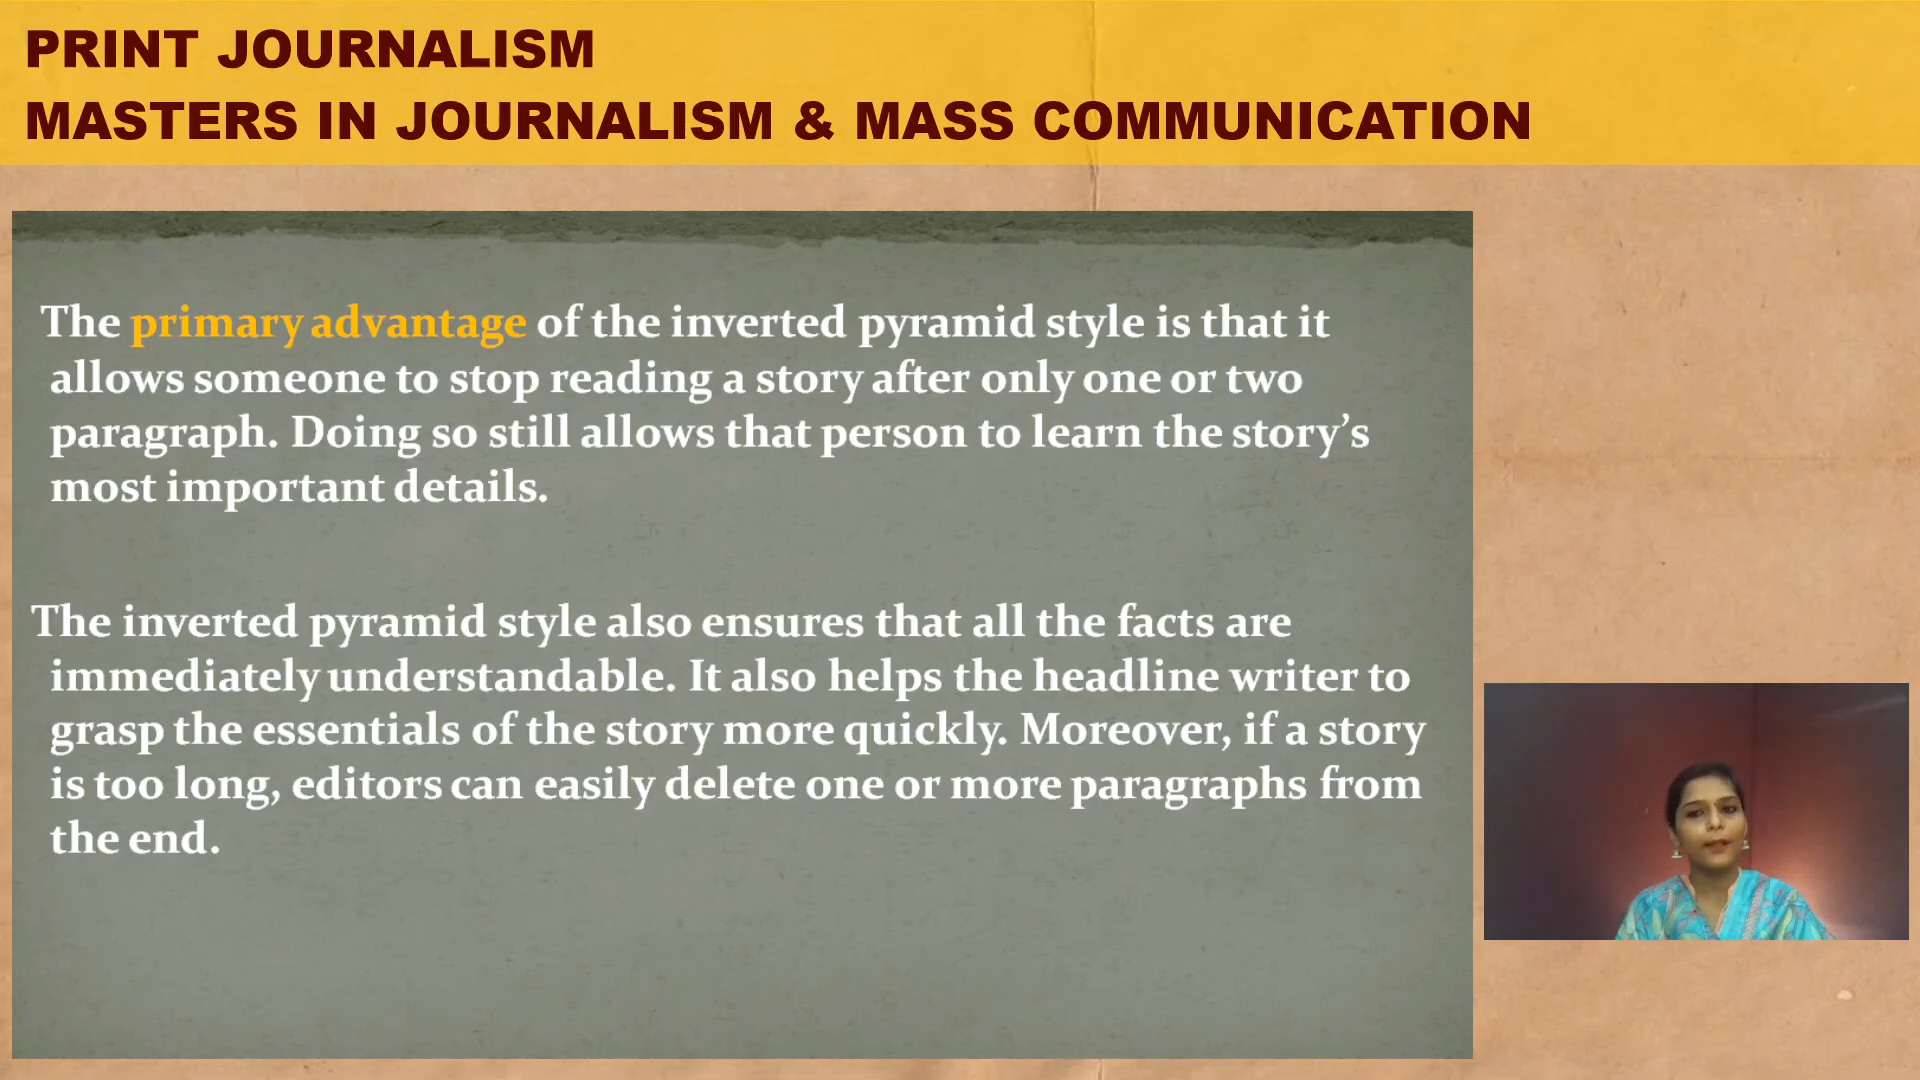 PRINT JOURNALISM
MASTERS IN JOURNALISM & MASS COMMUNICATION
The primary advantage of the inverted pyramid style is that it
allows someone to stop reading a story after only one or two
paragraph. Doing so still allows that person to learn the story’s
most important details.
The inverted pyramid style also ensures that all the facts are
immediately understandable. It also helps the headline writer to
grasp the essentials of the story more quickly. Moreover, if a story
is too long, editors can easily delete one or more paragraphs from
the end.